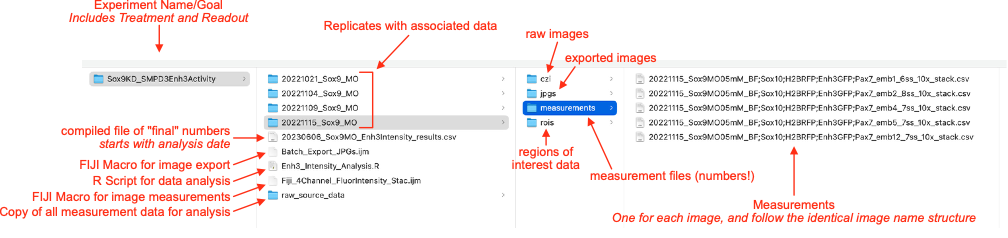 Experiment Name/Goal
Includes Treatment and Readout
Replicates with associated data
raw images
exported images
Sox9KD_SMPD3Enh3Activity
20221021_Sox9_MO
20221104_Sox9_MO
20221109_Sox9_MO
20221115_Sox9_MO
20230606_Sox9MO_Enh3Intensity_results.csv
Batch_Export_JPGs.ijm
Enh3_Intensity_Analysis.R
Fiji_4Channel_FluorIntensity_Stac.ijm
raw_source_data
czi
jpgs
measurements
rois
20221115_Sox9MO05mM_BF;Sox10;H2BRFP;Enh3GFP;Pax7_emb1_6ss_10x_stack.csv
20221115_Sox9MO05mM_BF;Sox10;H2BRFP;Enh3GFP;Pax7_emb2_8ss_10x_stack.csv
20221115_Sox9MO05mM_BF;Sox10;H2BRFP;Enh3GFP;Pax7_emb4_7ss_10x_stack.csv
20221115_Sox9MO05mM_BF;Sox10;H2BRFP;Enh3GFP;Pax7_emb5_7ss_10x_stack.csv
20221115_Sox9MO05mM_BF;Sox10;H2BRFP;Enh3GFP;Pax7_emb12_7ss_10x_stack.csv
compiled file of "final" numbers
starts with analysis date
FIJI Macro for image export
R Script for data analysis
FIJI Macro for image measurements
Copy of all measurement data for analysis
regions of
interest data
measurement files (numbers!)
Measurements
One for each image, and follow the identical image name structure